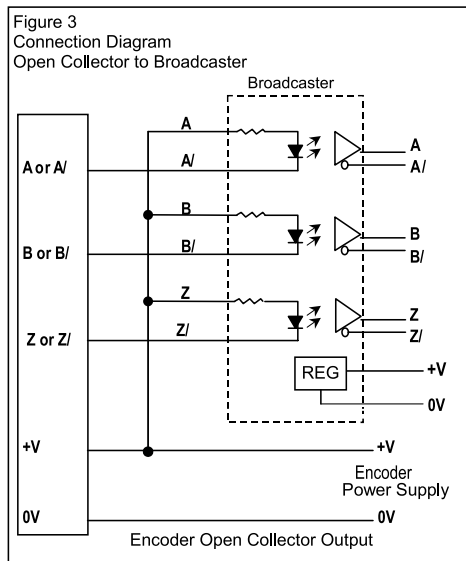 Figure 3
Connection Diagram
Open Collector to Broadcaster
Broadcaster
A
A
A or A/
A/
A/
B
B
B or B/
B/
B/
Z
Z
Z or Z/
Z/
Z/
REG
+V
0V
+V
+V
Encoder
Power Supply
0V
0V
Encoder Open Collector Output